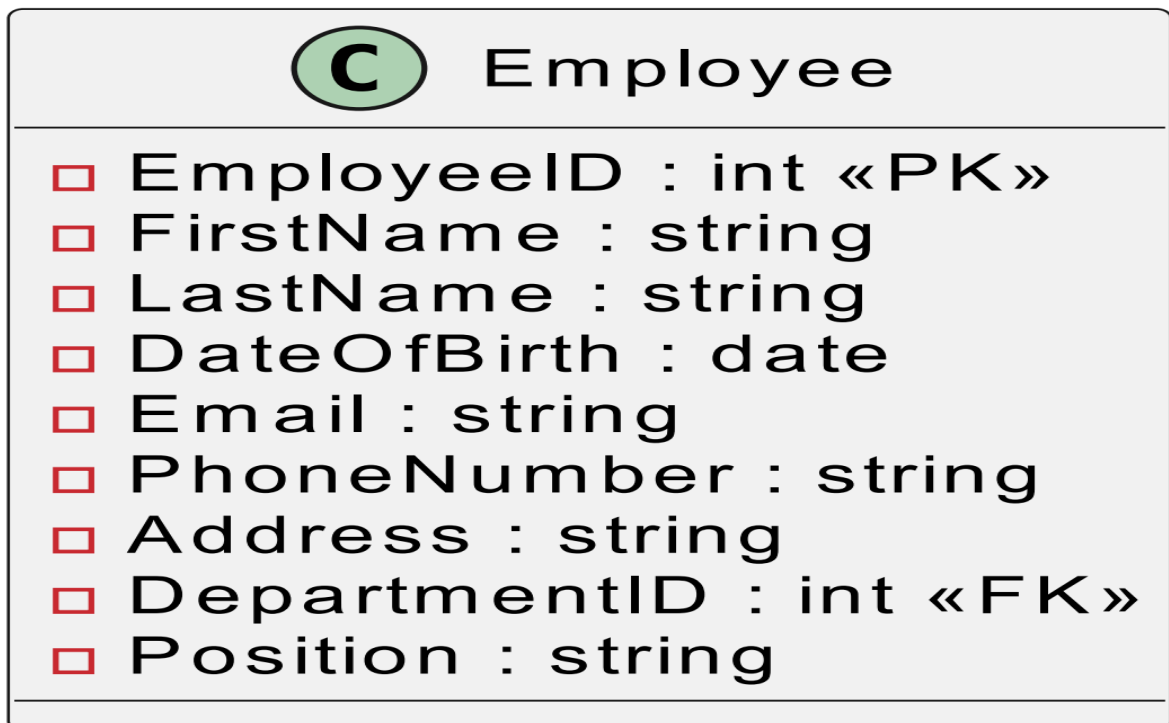 C Employee
EmployeeID : int «PK»
FirstName : string
LastName : string
DateOfBirth : date
Email : string
PhoneNumber : string
Address : string
DepartmentID : int «FK»
Position : string